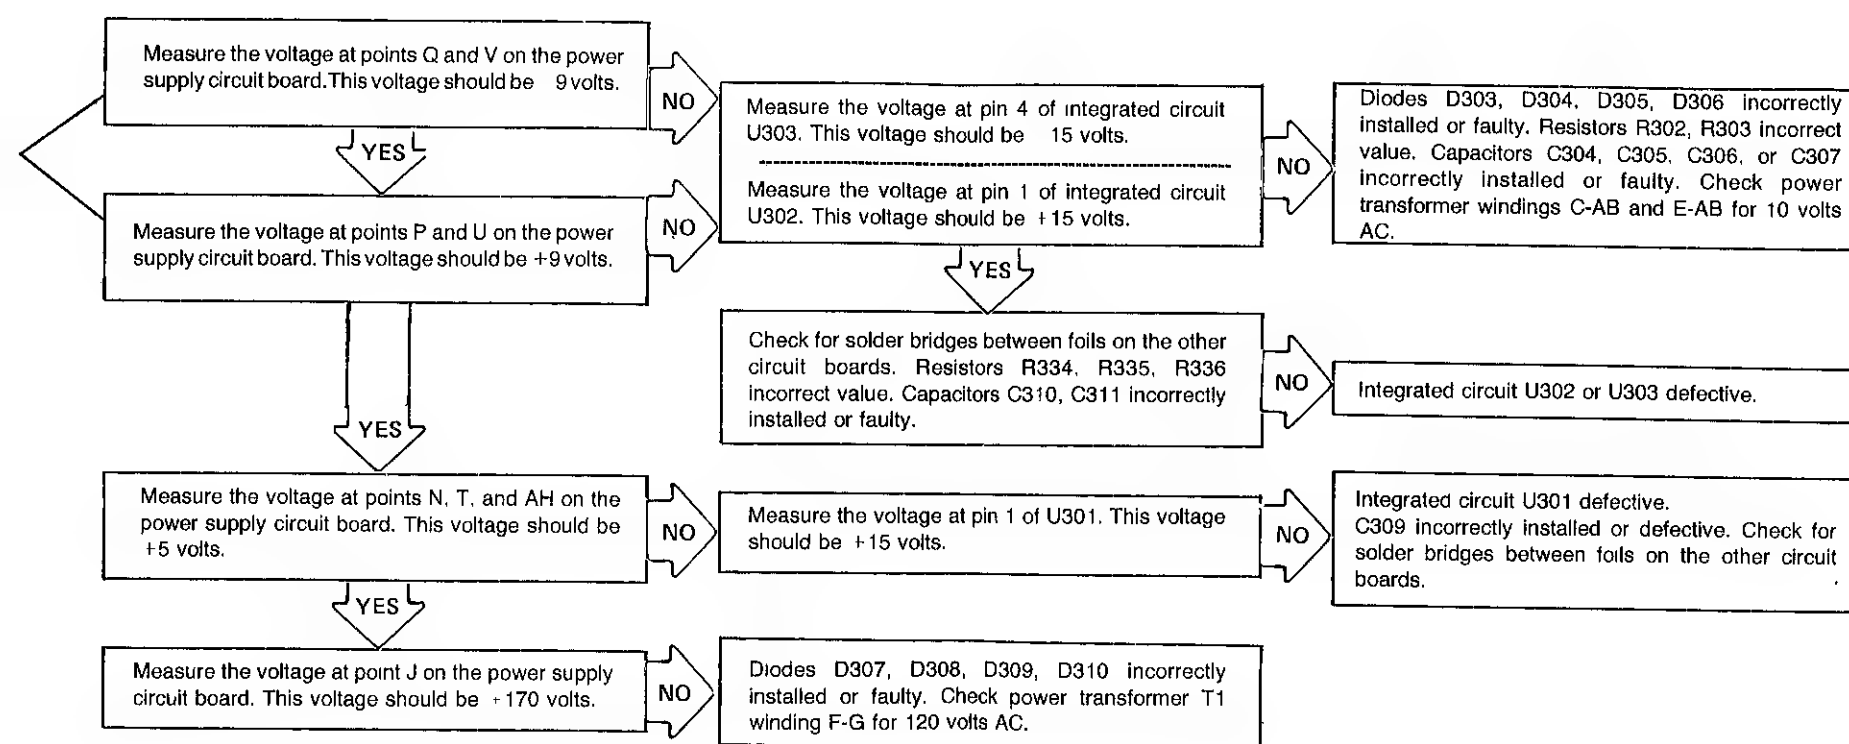 Measure the voltage at points Q and V on the power
supply circuit board. This voltage should be 9 volts.
NO
YES
Measure the voltage at points P and U on the power
supply circuit board. This voltage should be +9 volts.
NO
YES
Measure the voltage at pin 4 of integrated circuit
U303. This voltage should be 15 volts.
Measure the voltage at pin 1 of integrated circuit
U302. This voltage should be +15 volts.
NO
YES
Diodes D303, D304, D305, D306 incorrectly
installed or faulty. Resistors R302, R303 incorrect
value. Capacitors C304, C305, C306, or C307
incorrectly installed or faulty. Check power
transformer windings C-AB and E-AB for 10 volts
AC.
Check for solder bridges between foils on the other
circuit boards. Resistors R334, R335, R336
incorrect value. Capacitors C310, C311 incorrectly
installed or faulty.
NO
Integrated circuit U302 or U303 defective.
Measure the voltage at points N, T, and AH on the
power supply circuit board. This voltage should be
+5 volts.
NO
YES
Measure the voltage at pin 1 of U301. This voltage
should be +15 volts.
NO
Integrated circuit U301 defective.
C309 incorrectly installed or defective. Check for
solder bridges between foils on the other circuit
boards.
Measure the voltage at point J on the power supply
circuit board. This voltage should be +170 volts.
NO
Diodes D307, D308, D309, D310 incorrectly
installed or faulty. Check power transformer T1
winding F-G for 120 volts AC.